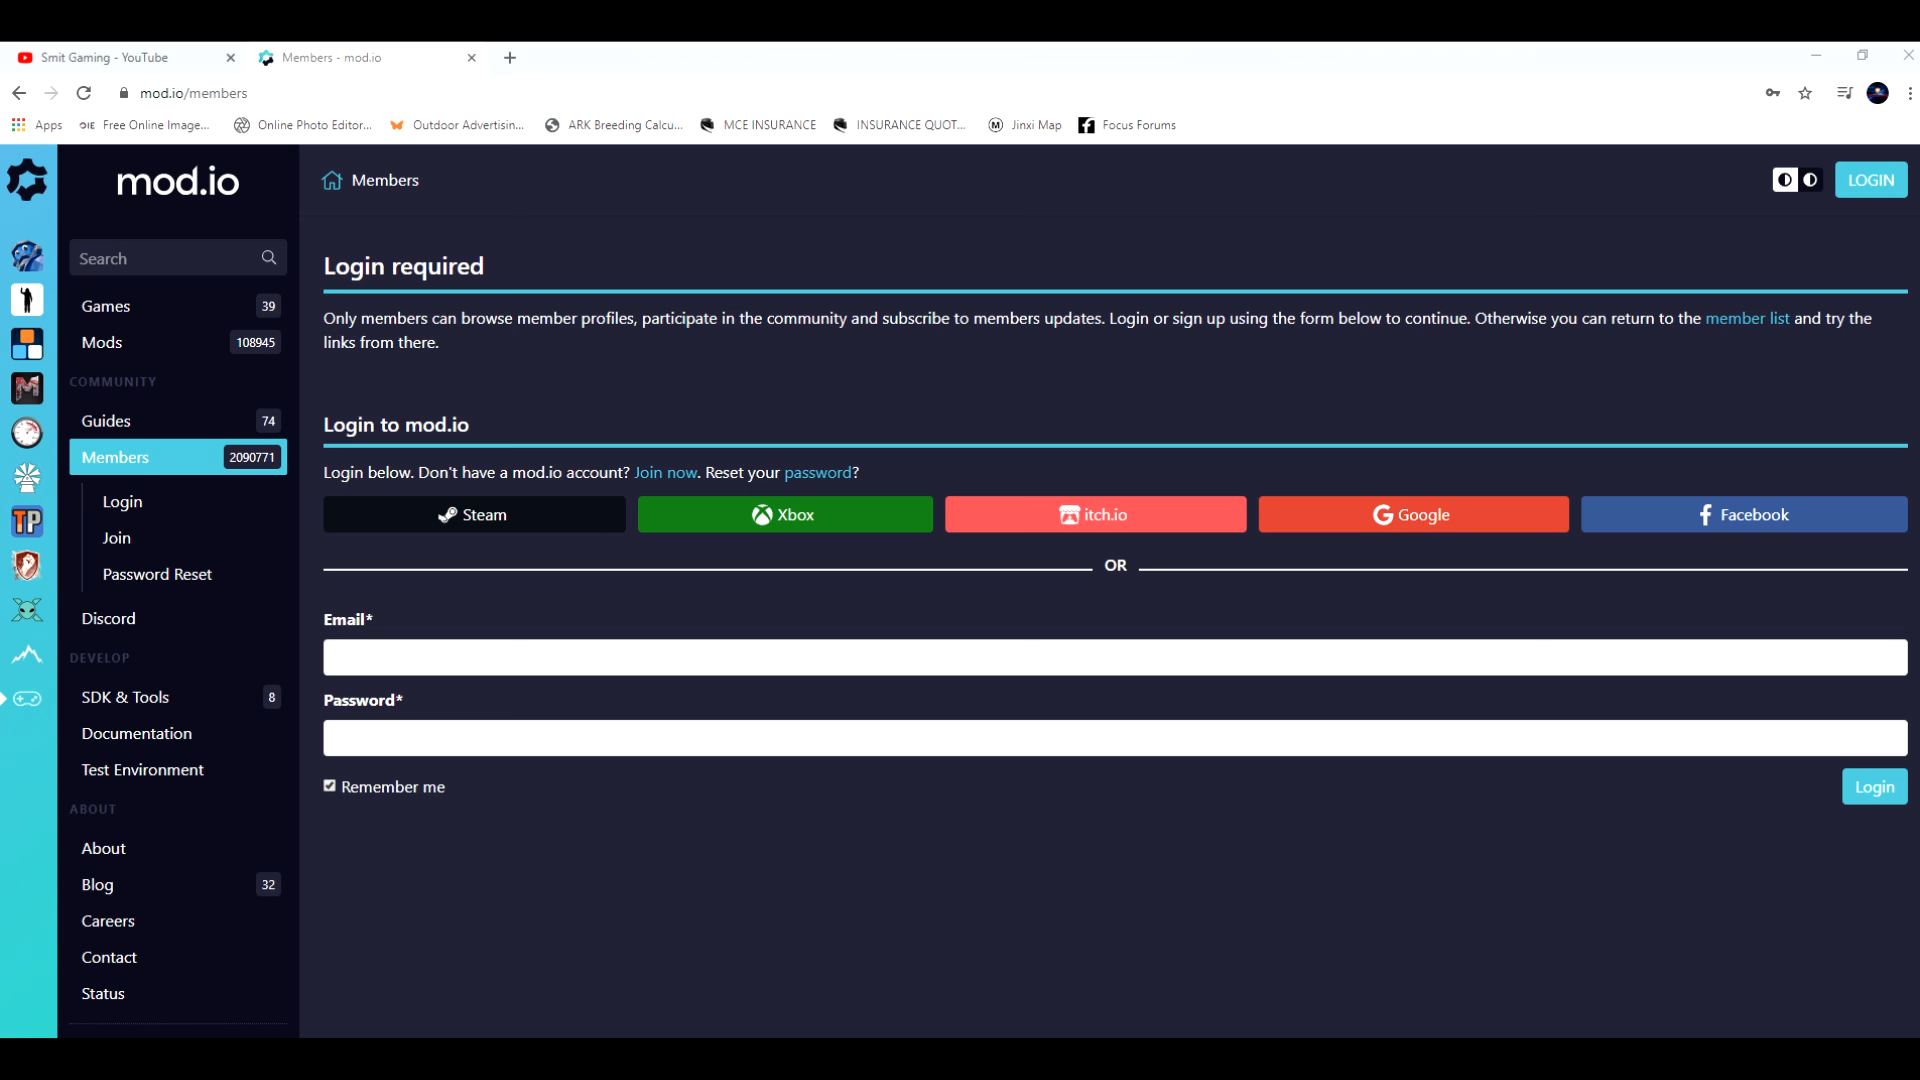 Smit Gaming - YouTube
Members - mod.io
mod.io/members
Apps
OIE Free Online Image...
Online Photo Editor...
Outdoor Advertisin...
ARK Breeding Calcu...
MCE INSURANCE
INSURANCE QUOT...
M Jinxi Map
Focus Forums
mod.io
Members
LOGIN
Search
Games 39
Mods 108945
COMMUNITY
Guides 74
Members 2090771
Login
Join
Password Reset
Discord
DEVELOP
SDK & Tools 8
Documentation
Test Environment
ABOUT
About
Blog 32
Careers
Contact
Status
M
TP
Login required
Only members can browse member profiles, participate in the community and subscribe to members updates. Login or sign up using the form below to continue. Otherwise you can return to the member list and try the
links from there.
Login to mod.io
Login below. Don't have a mod.io account? Join now. Reset your password?
Steam
Xbox
itch.io
Google
Facebook
OR
Email*
Password*
Remember me
Login